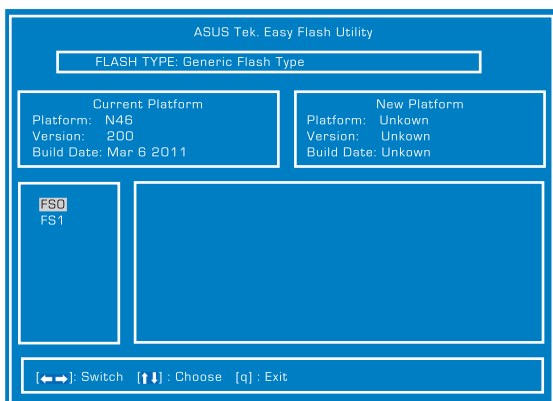 ASUS Tek. Easy Flash Utility
FLASH TYPE: Generic Flash Type
Current Platform
Platform: N46
Version: 200
Build Date: Mar 6 2011
New Platform
Platform: Unkown
Version: Unkown
Build Date: Unkown
FS0
FS1
[←→]: Switch [↑↓] : Choose [q] : Exit